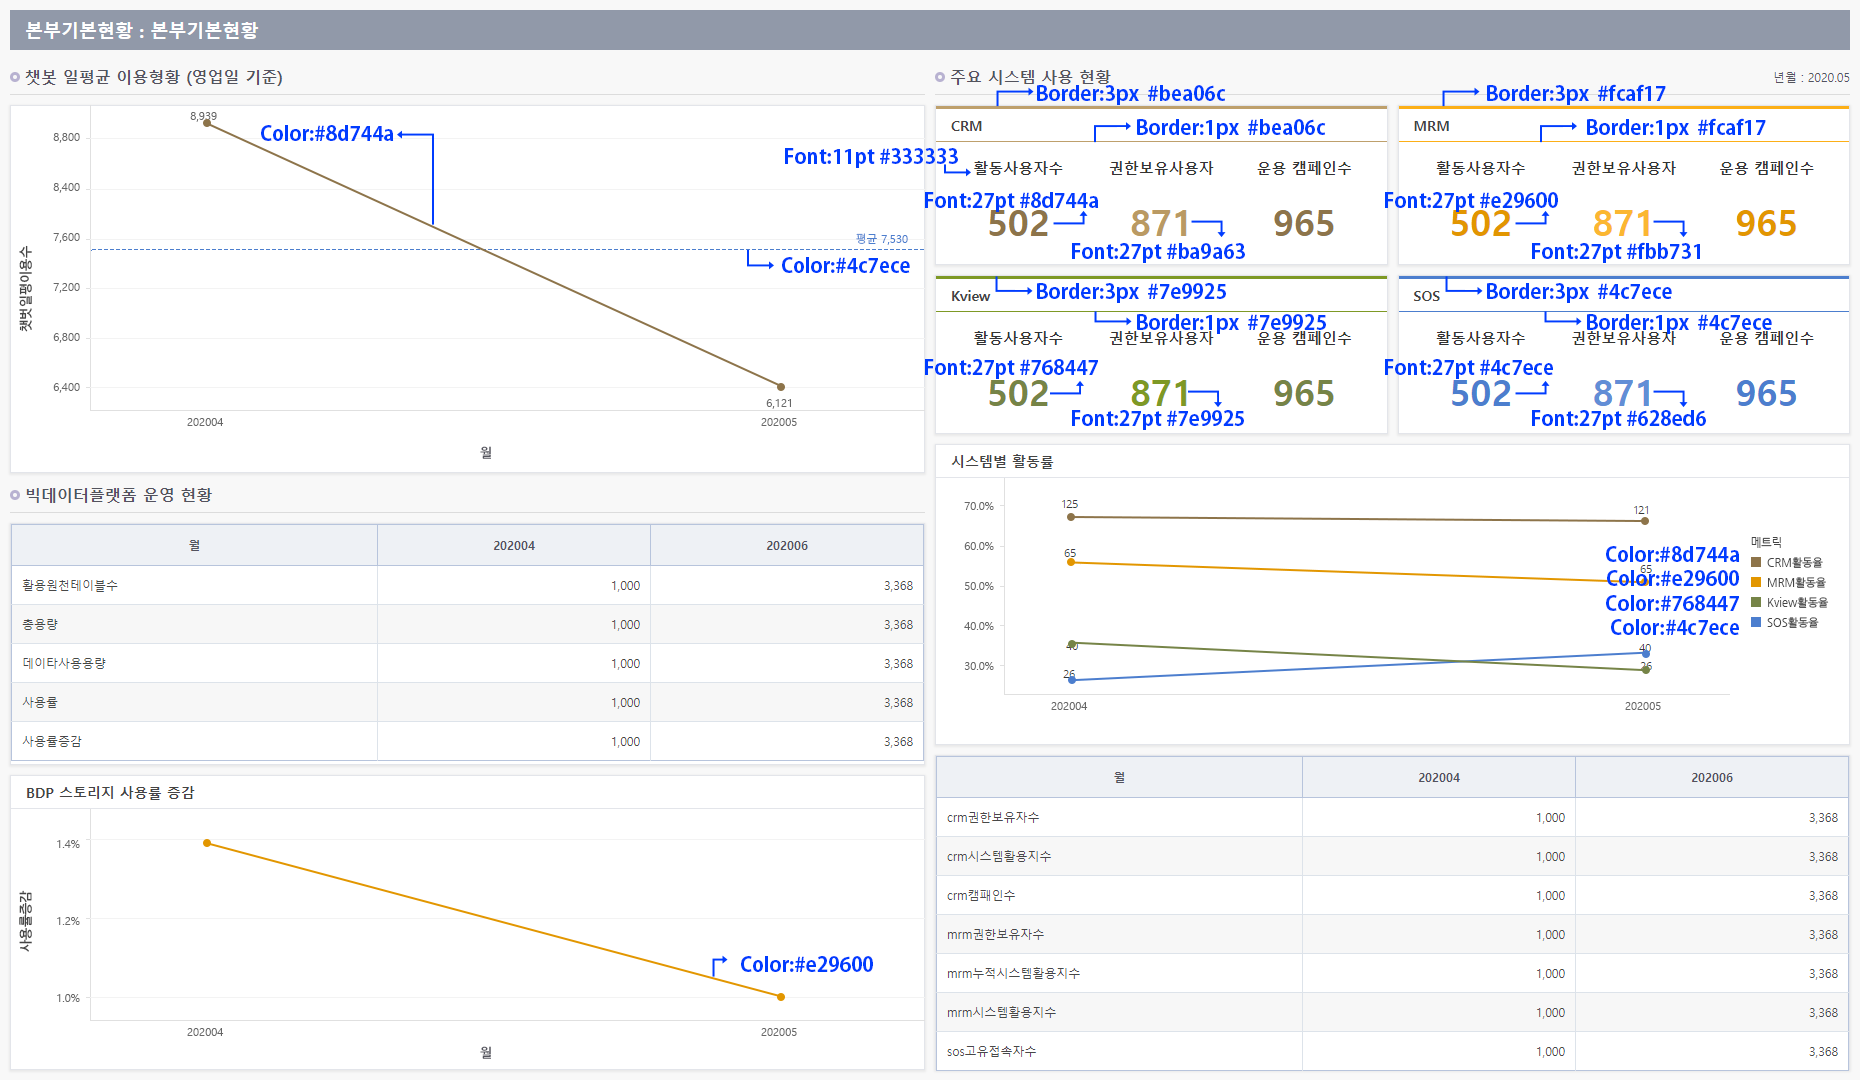 본부기본현황 : 본부기본현황
챗봇 일평균 이용형황 (영업일 기준)
8,939
8,800
8,400
7,600
7,200
6,800
6,400
챗벗일평이용수
Color:#8d744a
평균 7,530
Color:#4c7ece
6,121
202004
202005
월
빅데이터플랫폼 운영 현황
월 202004 202006
활용원천테이블수 1,000 3,368
총용량 1,000 3,368
데이타사용용량 1,000 3,368
사용률 1,000 3,368
사용률증감 1,000 3,368
BDP 스토리지 사용률 증감
1.4%
1.2%
1.0%
사용률증감
Color:#e29600
202004
202005
월
주요 시스템 사용 현황
년월 : 2020.05
Border:3px #bea06c
CRM
Border:1px #bea06c
Font:11pt #333333
활동사용자수 권한보유사용자 운용 캠페인수
Font:27pt #8d744a
502 871 965
Font:27pt #ba9a63
Border:3px #fcaf17
MRM
Border:1px #fcaf17
활동사용자수 권한보유사용자 운용 캠페인수
Font:27pt #e29600
502 871 965
Font:27pt #fbb731
Kview
Border:3px #7e9925
Border:1px #7e9925
활동사용자수 권한보유사용자 운용 캠페인수
Font:27pt #768447
502 871 965
Font:27pt #7e9925
SOS
Border:3px #4c7ece
Border:1px #4c7ece
활동사용자수 권한보유사용자 운용 캠페인수
Font:27pt #4c7ece
502 871 965
Font:27pt #628ed6
시스템별 활동률
70.0%
60.0%
50.0%
40.0%
30.0%
125
121
65
65
40
40
26
26
202004
202005
메트릭
Color:#8d744a
CRM활동율
Color:#e29600
MRM활동율
Color:#768447
Kview활동율
Color:#4c7ece
SOS활동율
월 202004 202006
crm권한보유자수 1,000 3,368
crm시스템활용지수 1,000 3,368
crm캠패인수 1,000 3,368
mrm권한보유자수 1,000 3,368
mrm누적시스템활용지수 1,000 3,368
mrm시스템활용지수 1,000 3,368
sos고유접속자수 1,000 3,368